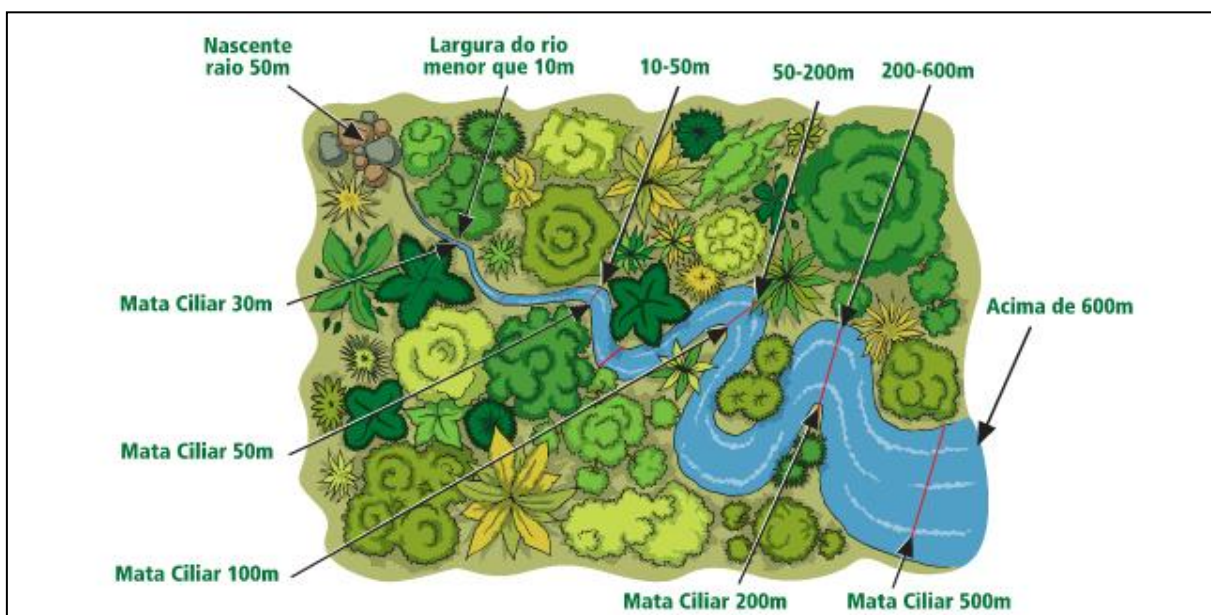 Nascente
raio 50m
Largura do rio
menor que 10m
10-50m
50-200m
200-600m
Mata Ciliar 30m
Acima de 600m
Mata Ciliar 50m
Mata Ciliar 100m
Mata Ciliar 200m
Mata Ciliar 500m